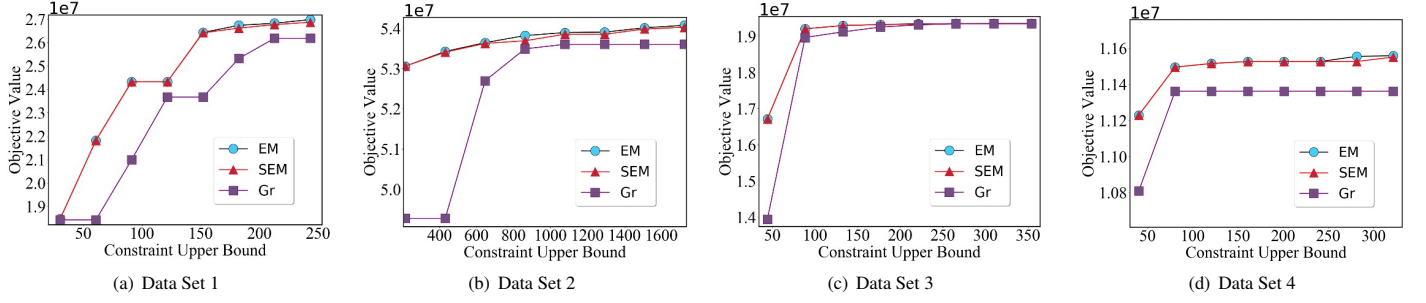 1e7
2.7
2.6
2.5
2.4
2.3
2.2
2.1
2.0
1.9
Objective Value
50 100 150 200 250
Constraint Upper Bound
EM
SEM
Gr
(a) Data Set 1
1e7
5.4
5.3
5.2
5.1
5.0
Objective Value
400 600 800 1000 1200 1400 1600
Constraint Upper Bound
EM
SEM
Gr
(b) Data Set 2
1e7
1.9
1.8
1.7
1.6
1.5
1.4
Objective Value
50 100 150 200 250 300 350
Constraint Upper Bound
EM
SEM
Gr
(c) Data Set 3
1e7
1.16
1.14
1.12
1.10
1.08
Objective Value
50 100 150 200 250 300
Constraint Upper Bound
EM
SEM
Gr
(d) Data Set 4